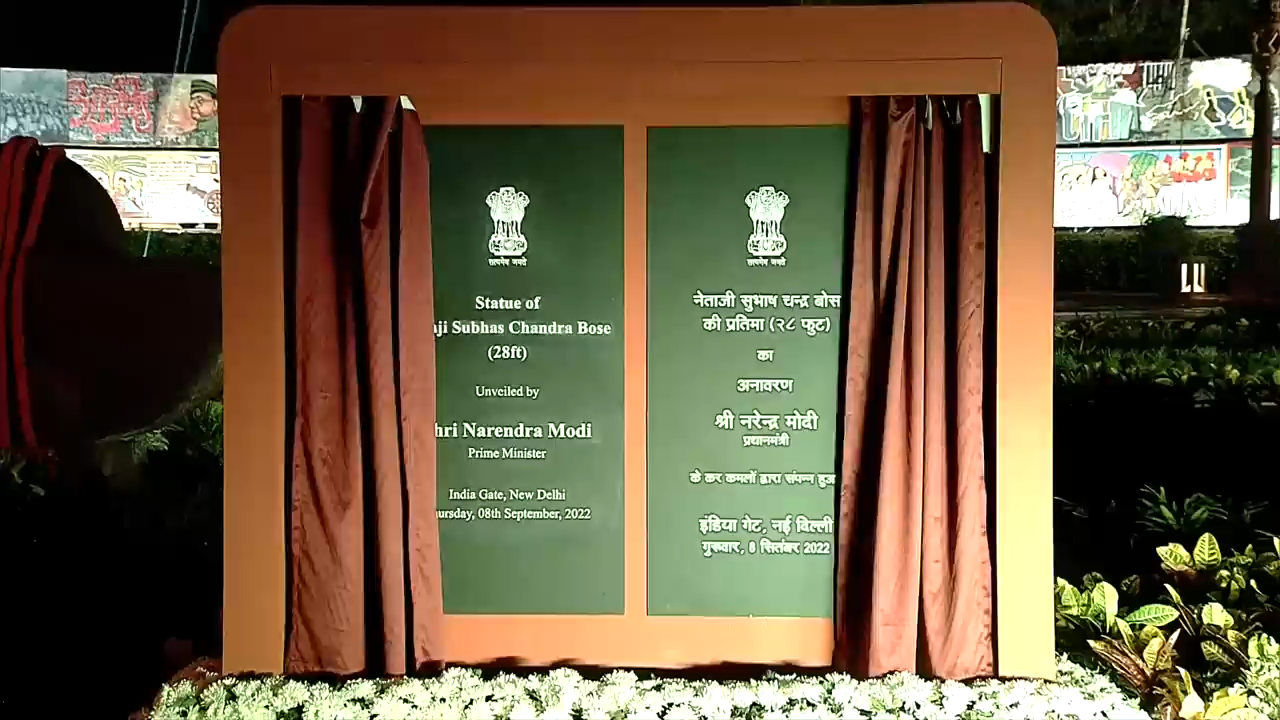 सत्यमेव जयते
Statue of
ji Subhas Chandra Bose
(28ft)
Unveiled by
hri Narendra Modi
Prime Minister
India Gate, New Delhi
ursday, 08th September, 2022
सत्यमेव जयते
नेताजी सुभाष चन्द्र बोस
की प्रतिमा (२८ फुट)
का
अनावरण
श्री नरेन्द्र मोदी
प्रधानमंत्री
के कर कमलों द्वारा संपन्न हुआ
इंडिया गेट, नई दिल्ली
गुरूवार, 8 सितंबर 2022